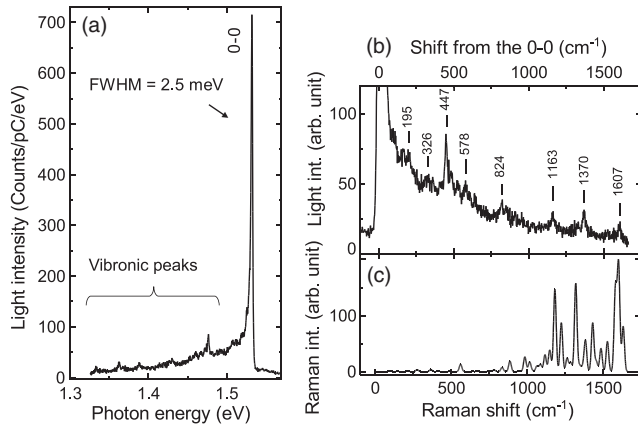 (a)
0-0
FWHM = 2.5 meV
Vibronic peaks
700
600
500
400
300
200
100
50
0
Light intensity (Counts/pC/eV)
1.3 1.4 1.5
Photon energy (eV)
(b) Shift from the 0-0 (cm⁻¹)
0 500 1000 1500
195
326
447
578
824
1163
1370
1607
100
50
0
Light int. (arb. unit)
(c)
Raman int. (arb. unit)
0 500 1000 1500
Raman shift (cm⁻¹)